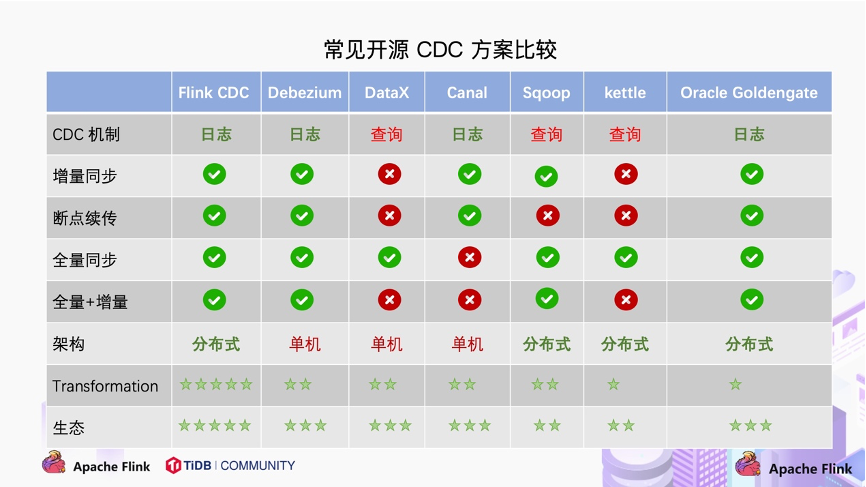 常见开源 CDC 方案比较
Flink CDC Debezium DataX Canal Sqoop kettle Oracle Goldengate
CDC 机制 日志 日志 查询 日志 查询 查询 日志
增量同步
断点续传
全量同步
全量+增量
架构 分布式 单机 单机 单机 分布式 分布式 分布式
Transformation
生态
Apache Flink TiDB COMMUNITY Apache Flink